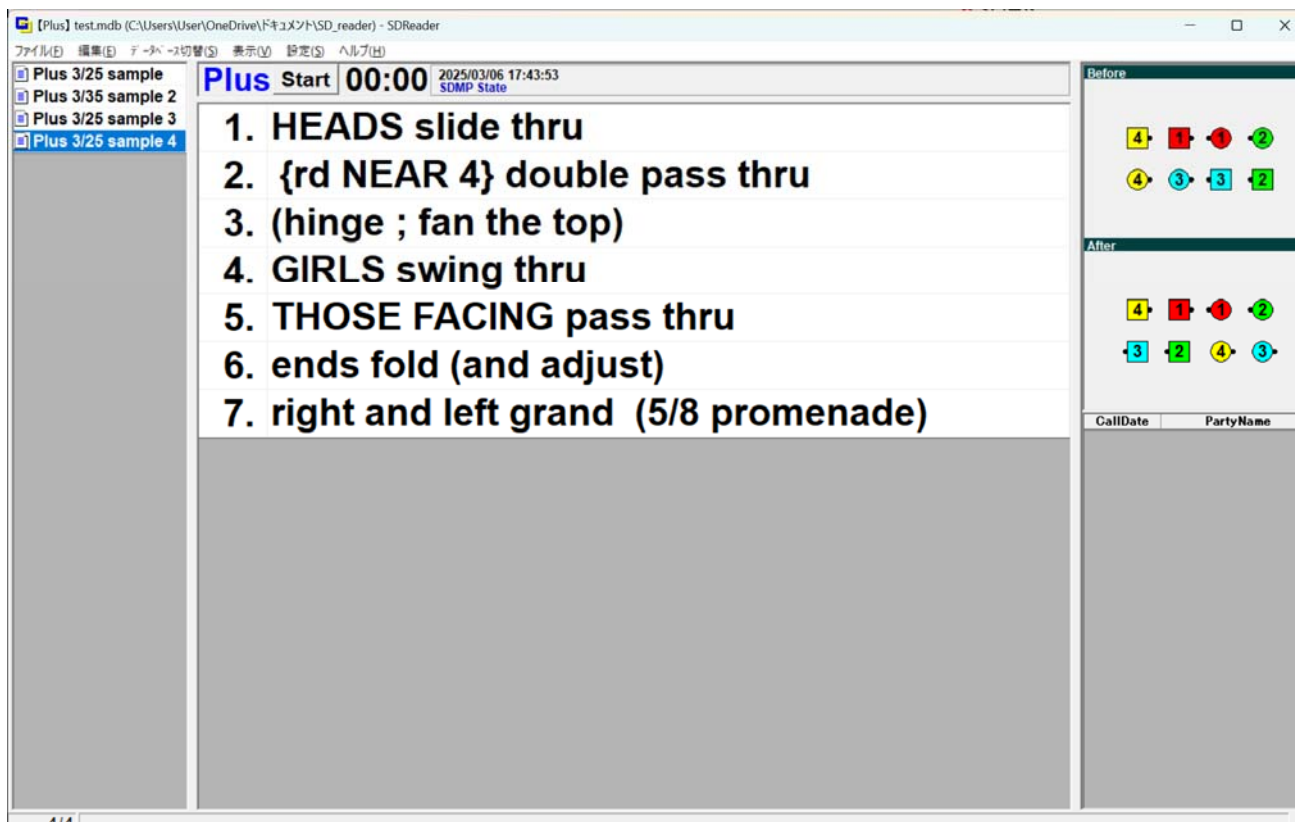 【Plus】 test.mdb (C:\Users\User\OneDrive\ドキュメント\SD_reader) - SDReader
ファイル(F) 編集(E) データベース切替(S) 表示(V) 設定(S) ヘルプ(H)
Plus 3/25 sample
Plus 3/35 sample 2
Plus 3/25 sample 3
Plus 3/25 sample 4
Plus Start 00:00 2025/03/06 17:43:53
SDMP State
1. HEADS slide thru
2. {rd NEAR 4} double pass thru
3. (hinge ; fan the top)
4. GIRLS swing thru
5. THOSE FACING pass thru
6. ends fold (and adjust)
7. right and left grand (5/8 promenade)
Before
4 1 1 2
4 3 3 2
After
4 1 1 2
3 2 4 3
CallDate PartyName
4/4